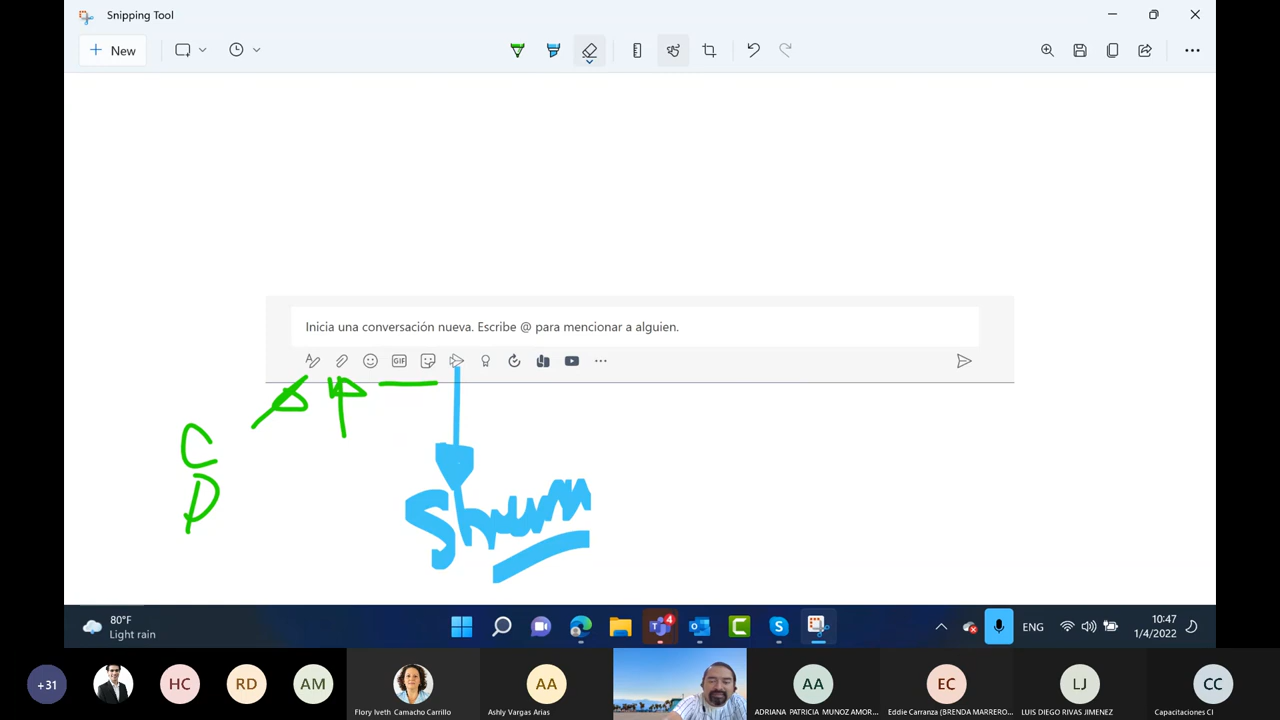 Snipping Tool
New
Inicia una conversación nueva. Escribe @ para mencionar a alguien.
GIF
C
D
80°F
Light rain
4
ENG
10:47
1/4/2022
+31
HC
RD
AM
AA
AA
EC
LJ
CC
Flory Iveth Camacho Carrillo
Ashly Vargas Arias
ADRIANA PATRICIA MUNOZ AMOR...
Eddie Carranza (BRENDA MARRERO...
LUIS DIEGO RIVAS JIMENEZ
Capacitaciones CI